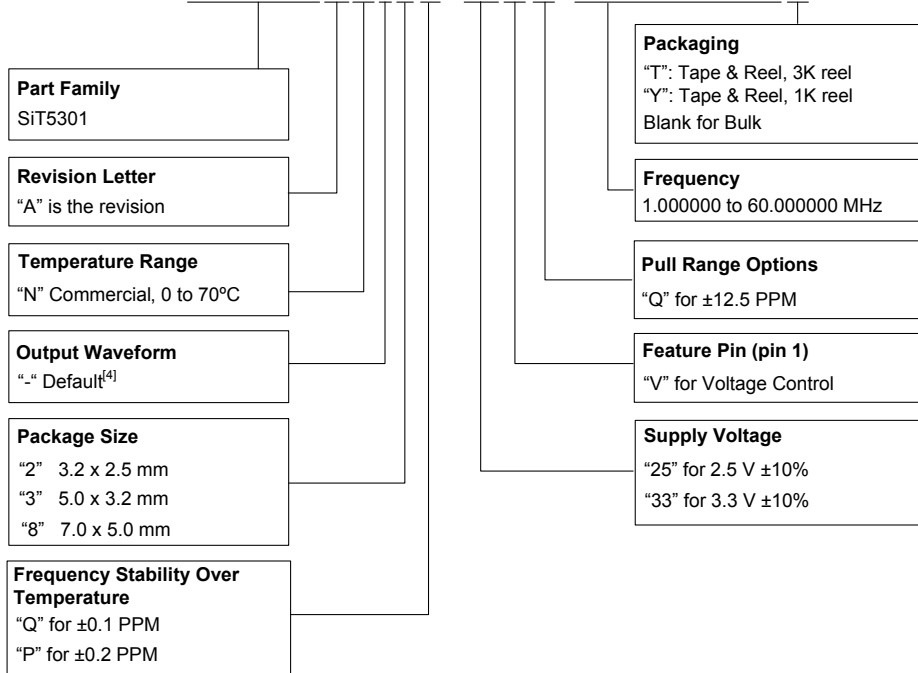 Part Family
SiT5301
Revision Letter
“A” is the revision
Temperature Range
“N” Commercial, 0 to 70ºC
Output Waveform
“-“ Default[4]
Package Size
“2” 3.2 x 2.5 mm
“3” 5.0 x 3.2 mm
“8” 7.0 x 5.0 mm
Frequency Stability Over
Temperature
“Q” for ±0.1 PPM
“P” for ±0.2 PPM
Packaging
“T”: Tape & Reel, 3K reel
“Y”: Tape & Reel, 1K reel
Blank for Bulk
Frequency
1.000000 to 60.000000 MHz
Pull Range Options
“Q” for ±12.5 PPM
Feature Pin (pin 1)
“V” for Voltage Control
Supply Voltage
“25” for 2.5 V ±10%
“33” for 3.3 V ±10%